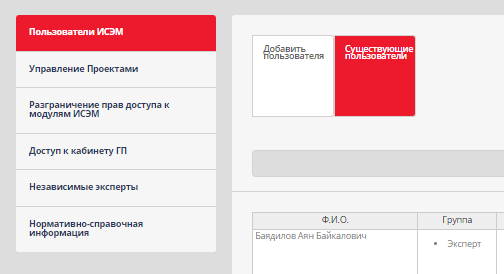 Пользователи ИСЭМ
Управление Проектами
Разграничение прав доступа к
модулям ИСЭМ
Доступ к кабинету ГП
Независимые эксперты
Нормативно-справочная
информация
Добавить
пользователя
Существующие
пользователи
Ф.И.О.
Группа
Баядилов Аян Байкалович
• Эксперт